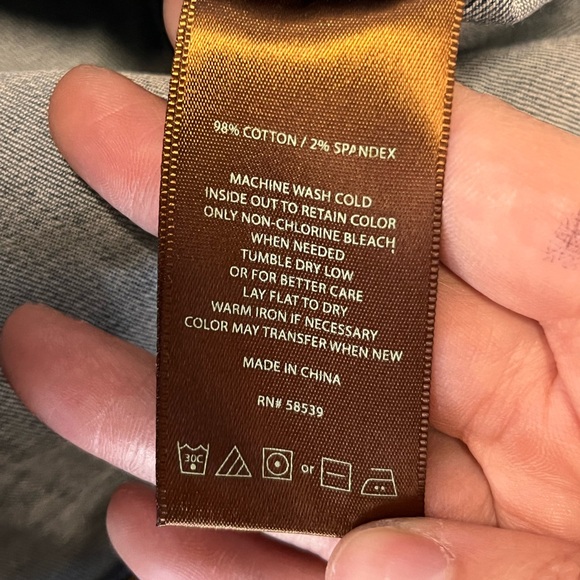 98% COTTON / 2% SPANDEX
MACHINE WASH COLD
INSIDE OUT TO RETAIN COLOR
ONLY NON-CHLORINE BLEACH
WHEN NEEDED
TUMBLE DRY LOW
OR FOR BETTER CARE
LAY FLAT TO DRY
WARM IRON IF NECESSARY
COLOR MAY TRANSFER WHEN NEW
MADE IN CHINA
RN# 58539
30C or